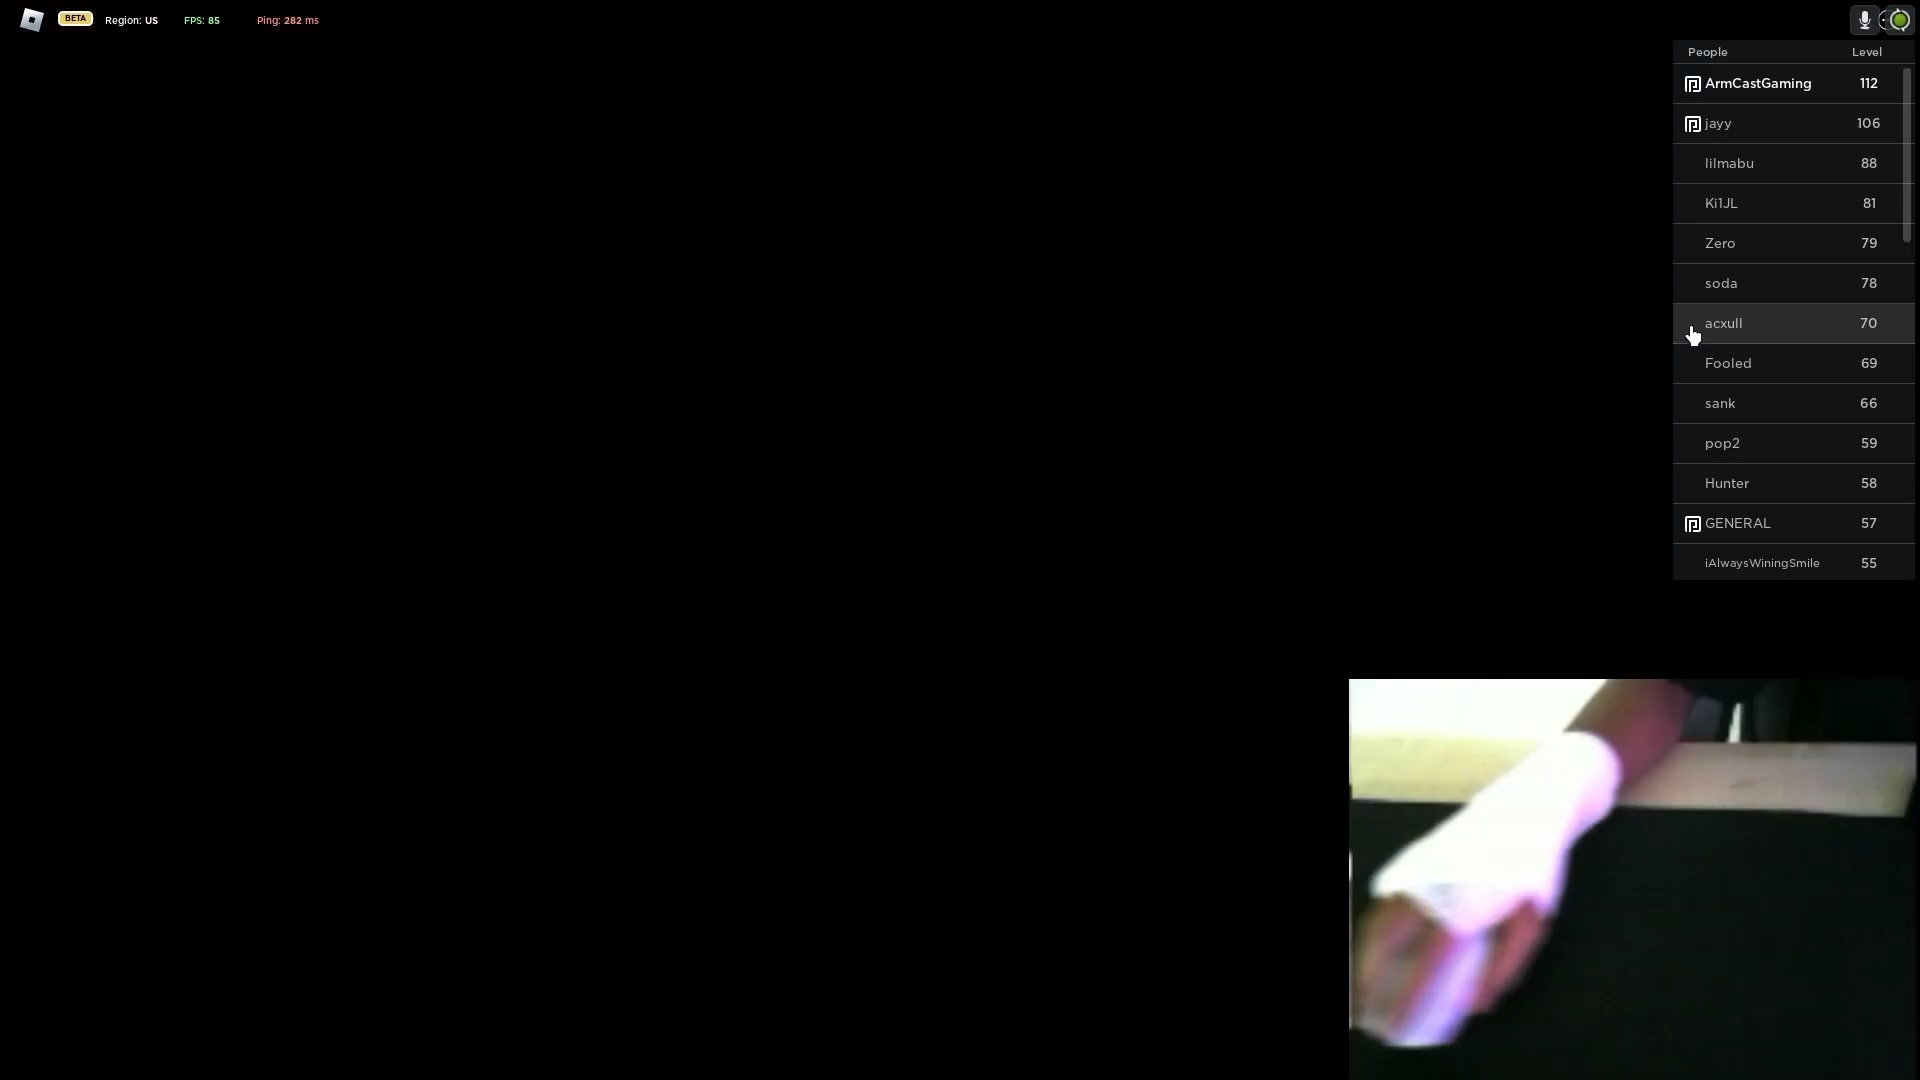 BETA Region: US FPS: 85 Ping: 282 ms
People Level
ArmCastGaming 112
jayy 106
lilmabu 88
Ki1JL 81
Zero 79
soda 78
acxull 70
Fooled 69
sank 66
pop2 59
Hunter 58
GENERAL 57
iAlwaysWiningSmile 55